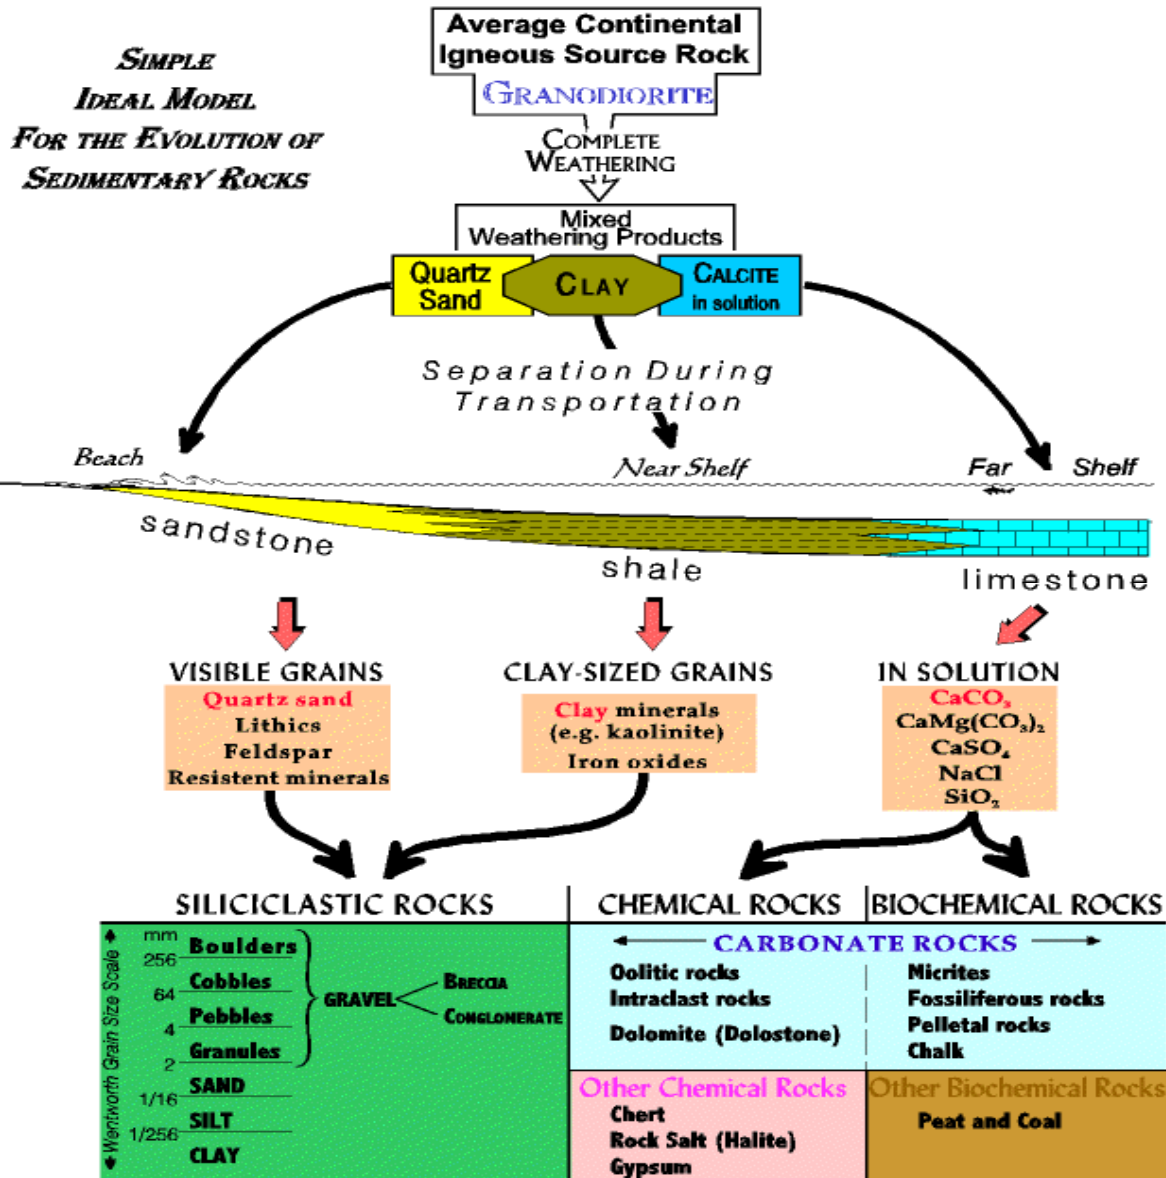 SIMPLE
IDEAL MODEL
FOR THE EVOLUTION OF
SEDIMENTARY ROCKS
Average Continental
Igneous Source Rock
GRANODIORITE
COMPLETE
WEATHERING
Mixed
Weathering Products
Quartz
Sand
CLAY
CALCITE
in solution
Separation During
Transportation
Beach
Near Shelf
Far Shelf
sandstone
shale
limestone
VISIBLE GRAINS
Quartz sand
Lithics
Feldspar
Resistent minerals
CLAY-SIZED GRAINS
Clay minerals
(e.g. kaolinite)
Iron oxides
IN SOLUTION
CaCO₃
CaMg(CO₃)₂
CaSO₄
NaCl
SiO₂
SILICICLASTIC ROCKS
Wentworth Grain Size Scale
mm
Boulders
256
Cobbles
64
Pebbles
4
Granules
2
SAND
1/16
SILT
1/256
CLAY
GRAVEL
BRECCIA
CONGLOMERATE
CHEMICAL ROCKS
BIOCHEMICAL ROCKS
CARBONATE ROCKS
Oolitic rocks
Intraclast rocks
Dolomite (Dolostone)
Micrites
Fossiliferous rocks
Pelletal rocks
Chalk
Other Chemical Rocks
Chert
Rock Salt (Halite)
Gypsum
Other Biochemical Rocks
Peat and Coal